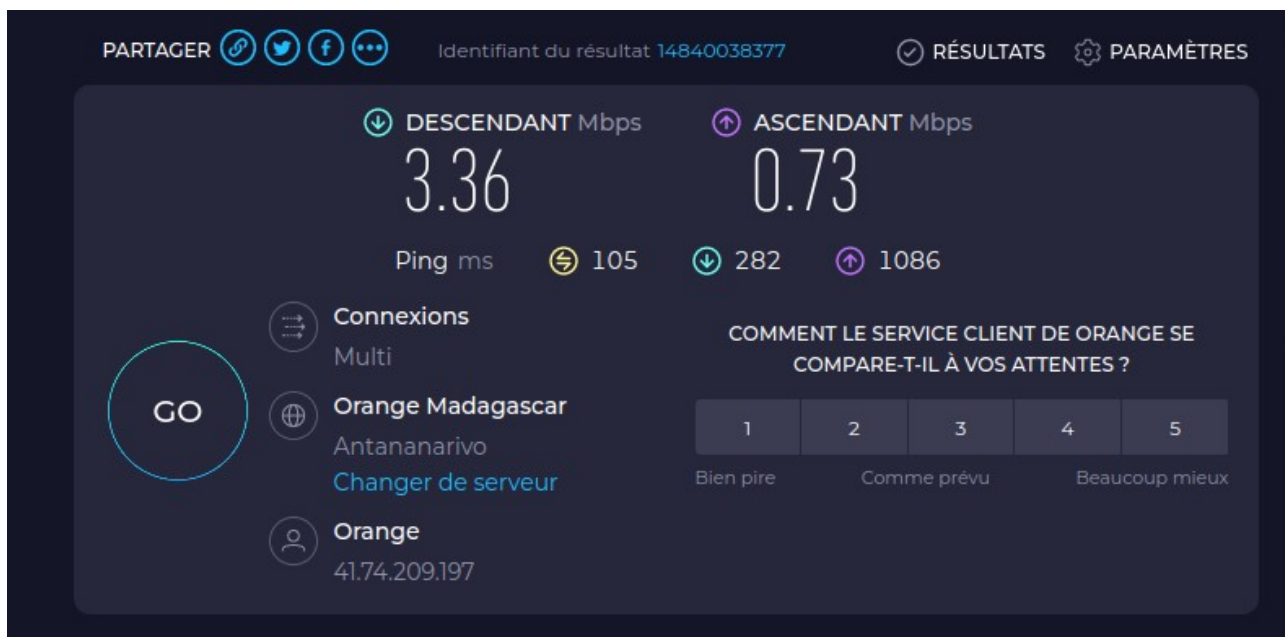 PARTAGER Identifiant du résultat 14840038377 RÉSULTATS PARAMÈTRES
DESCENDANT Mbps
3.36
ASCENDANT Mbps
0.73
Ping ms 105 282 1086
GO
Connexions
Multi
Orange Madagascar
Antananarivo
Changer de serveur
Orange
41.74.209.197
COMMENT LE SERVICE CLIENT DE ORANGE SE
COMPARE-T-IL À VOS ATTENTES ?
1 2 3 4 5
Bien pire Comme prévu Beaucoup mieux